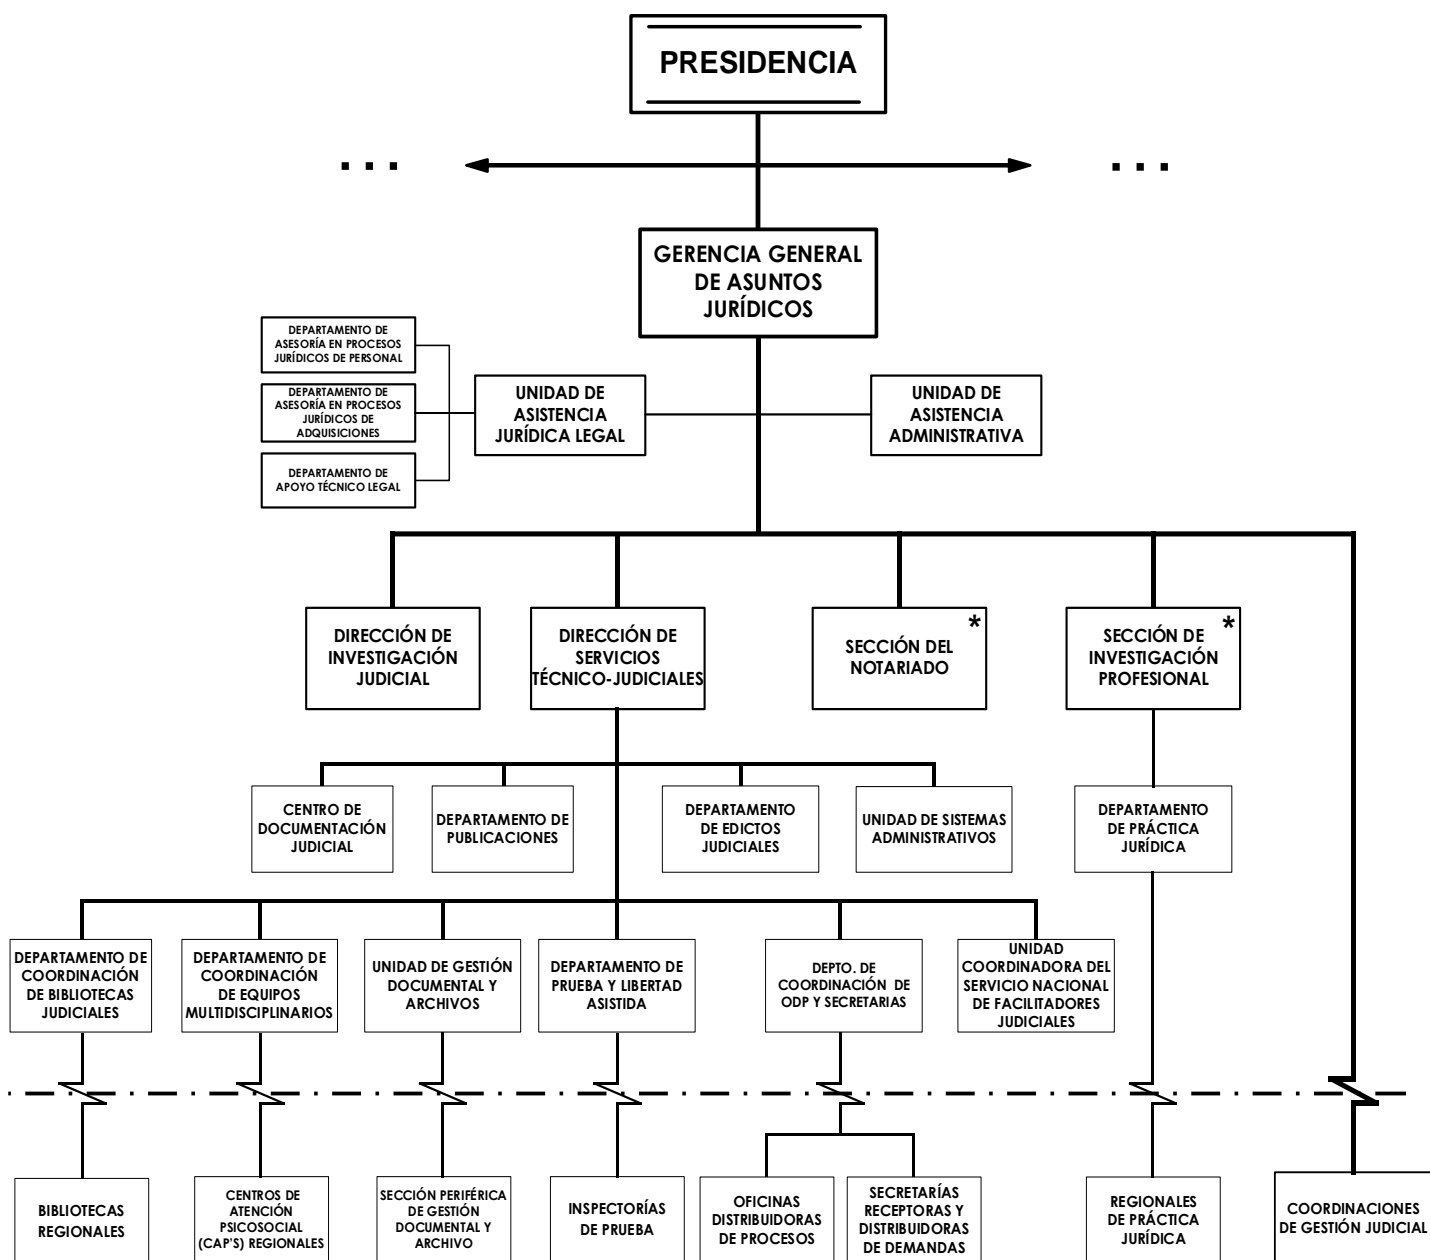 PRESIDENCIA
...
...
GERENCIA GENERAL
DE ASUNTOS
JURÍDICOS
DEPARTAMENTO DE
ASESORÍA EN PROCESOS
JURÍDICOS DE PERSONAL
DEPARTAMENTO DE
ASESORÍA EN PROCESOS
JURÍDICOS DE
ADQUISICIONES
DEPARTAMENTO DE
APOYO TÉCNICO LEGAL
UNIDAD DE
ASISTENCIA
JURÍDICA LEGAL
UNIDAD DE
ASISTENCIA
ADMINISTRATIVA
DIRECCIÓN DE
INVESTIGACIÓN
JUDICIAL
DIRECCIÓN DE
SERVICIOS
TÉCNICO-JUDICIALES
*
SECCIÓN DEL
NOTARIADO
*
SECCIÓN DE
INVESTIGACIÓN
PROFESIONAL
CENTRO DE
DOCUMENTACIÓN
JUDICIAL
DEPARTAMENTO DE
PUBLICACIONES
DEPARTAMENTO
DE EDICTOS
JUDICIALES
UNIDAD DE SISTEMAS
ADMINISTRATIVOS
DEPARTAMENTO
DE PRÁCTICA
JURÍDICA
DEPARTAMENTO DE
COORDINACIÓN
DE BIBLIOTECAS
JUDICIALES
DEPARTAMENTO DE
COORDINACIÓN
DE EQUIPOS
MULTIDISCIPLINARIOS
UNIDAD DE GESTIÓN
DOCUMENTAL Y
ARCHIVOS
DEPARTAMENTO DE
PRUEBA Y LIBERTAD
ASISTIDA
DEPTO. DE
COORDINACIÓN DE
ODP Y SECRETARIAS
UNIDAD
COORDINADORA DEL
SERVICIO NACIONAL
DE FACILITADORES
JUDICIALES
BIBLIOTECAS
REGIONALES
CENTROS DE
ATENCIÓN
PSICOSOCIAL
(CAP'S) REGIONALES
SECCIÓN PERIFÉRICA
DE GESTIÓN
DOCUMENTAL Y
ARCHIVO
INSPECTORÍAS
DE PRUEBA
OFICINAS
DISTRIBUIDORAS
DE PROCESOS
SECRETARÍAS
RECEPTORAS Y
DISTRIBUIDORAS
DE DEMANDAS
REGIONALES
DE PRÁCTICA
JURÍDICA
COORDINACIONES
DE GESTIÓN JUDICIAL